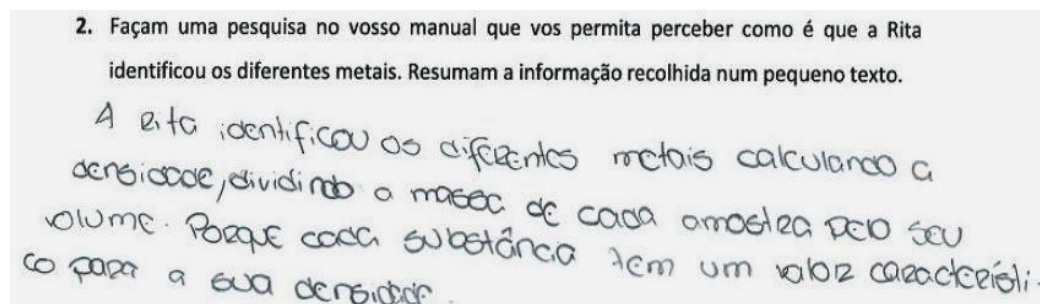 2. Façam uma pesquisa no vosso manual que vos permita perceber como é que a Rita
identificou os diferentes metais. Resumam a informação recolhida num pequeno texto.
A Rita identificou os diferentes metais calculando a
densidade, dividindo a massa de cada amostra pelo seu
volume. Porque cada substância tem um valor característi-
co para a sua densidade.